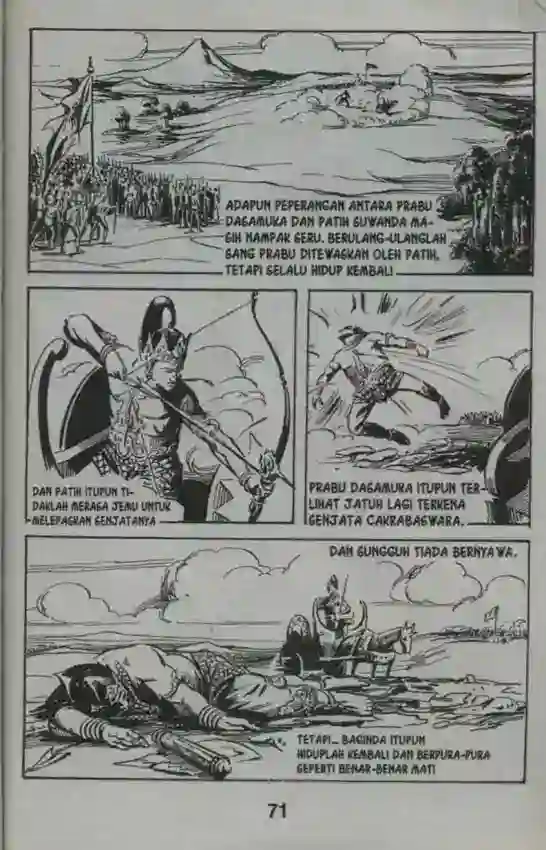 ADAPUN PEPERANGAN ANTARA PRABU
DASAMUKA DAN PATIH SUWANDA MA-
SIH NAMPAK SERU. BERULANG-ULANGLAH
SANG PRABU DITEWASKAN OLEH PATIH,
TETAPI SELALU HIDUP KEMBALI
DAN PATIH ITUPUN TI-
DAKLAH MERASA JEMU UNTUK
MELEPASKAN SENJATANYA
PRABU DASAMUKA ITUPUN TER-
LIHAT JATUH LAGI TERKENA
SENJATA CAKRABASWARA.
DAN SUNGGUH TIADA BERNYAWA.
TETAPI... BAGINDA ITUPUN
HIDUPLAH KEMBALI DAN BERPURA-PURA
SEPERTI BENAR-BENAR MATI
71